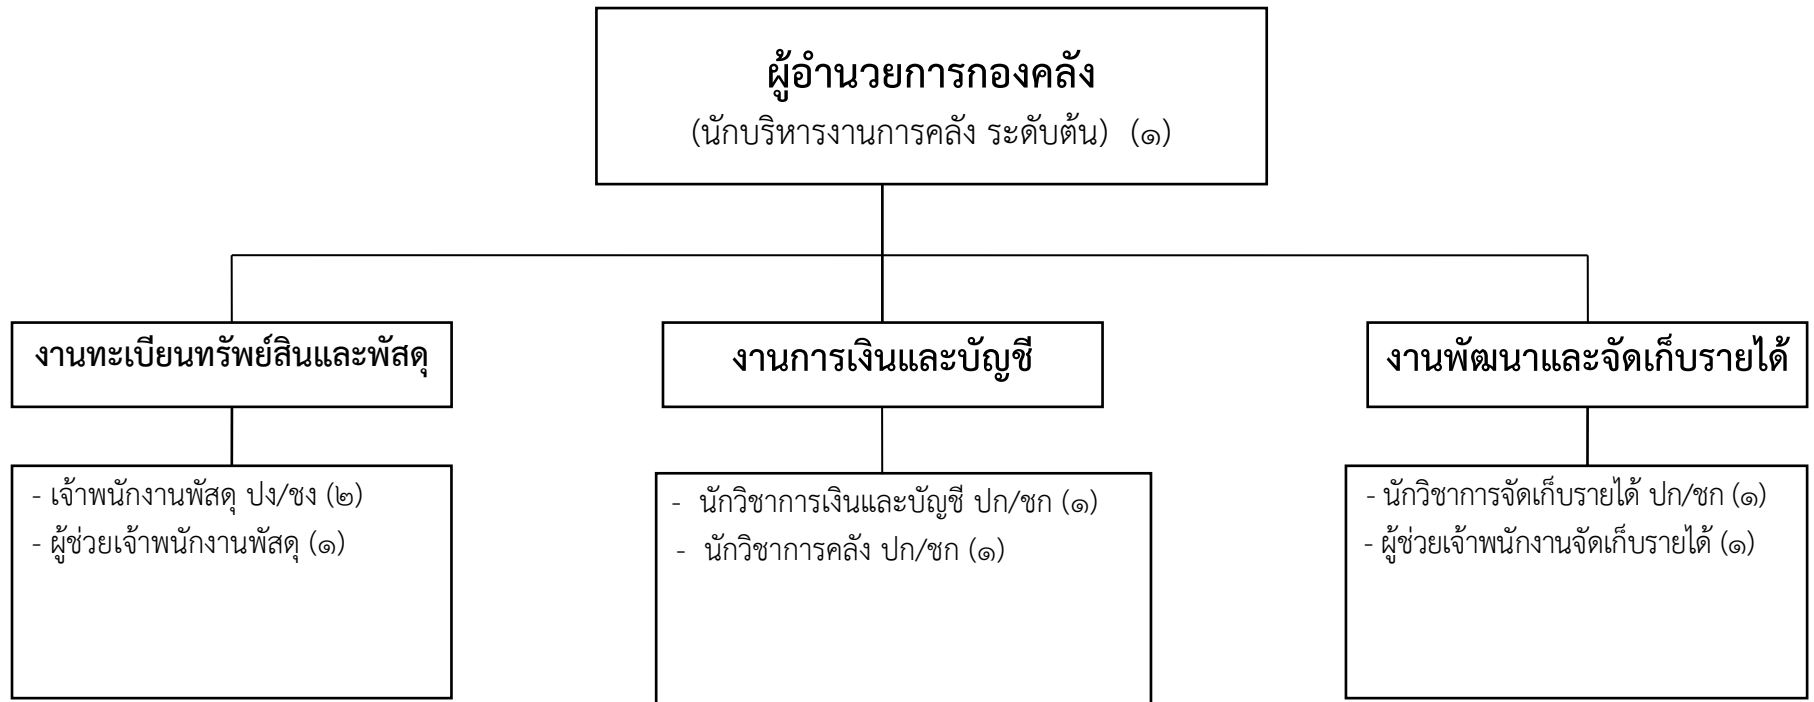 ผู้อำนวยการกองคลัง
(นักบริหารงานการคลัง ระดับต้น) (๑)
งานทะเบียนทรัพย์สินและพัสดุ
- เจ้าพนักงานพัสดุ ปง/ชง (๒)
- ผู้ช่วยเจ้าพนักงานพัสดุ (๑)
งานการเงินและบัญชี
- นักวิชาการเงินและบัญชี ปก/ชก (๑)
- นักวิชาการคลัง ปก/ชก (๑)
งานพัฒนาและจัดเก็บรายได้
- นักวิชาการจัดเก็บรายได้ ปก/ชก (๑)
- ผู้ช่วยเจ้าพนักงานจัดเก็บรายได้ (๑)